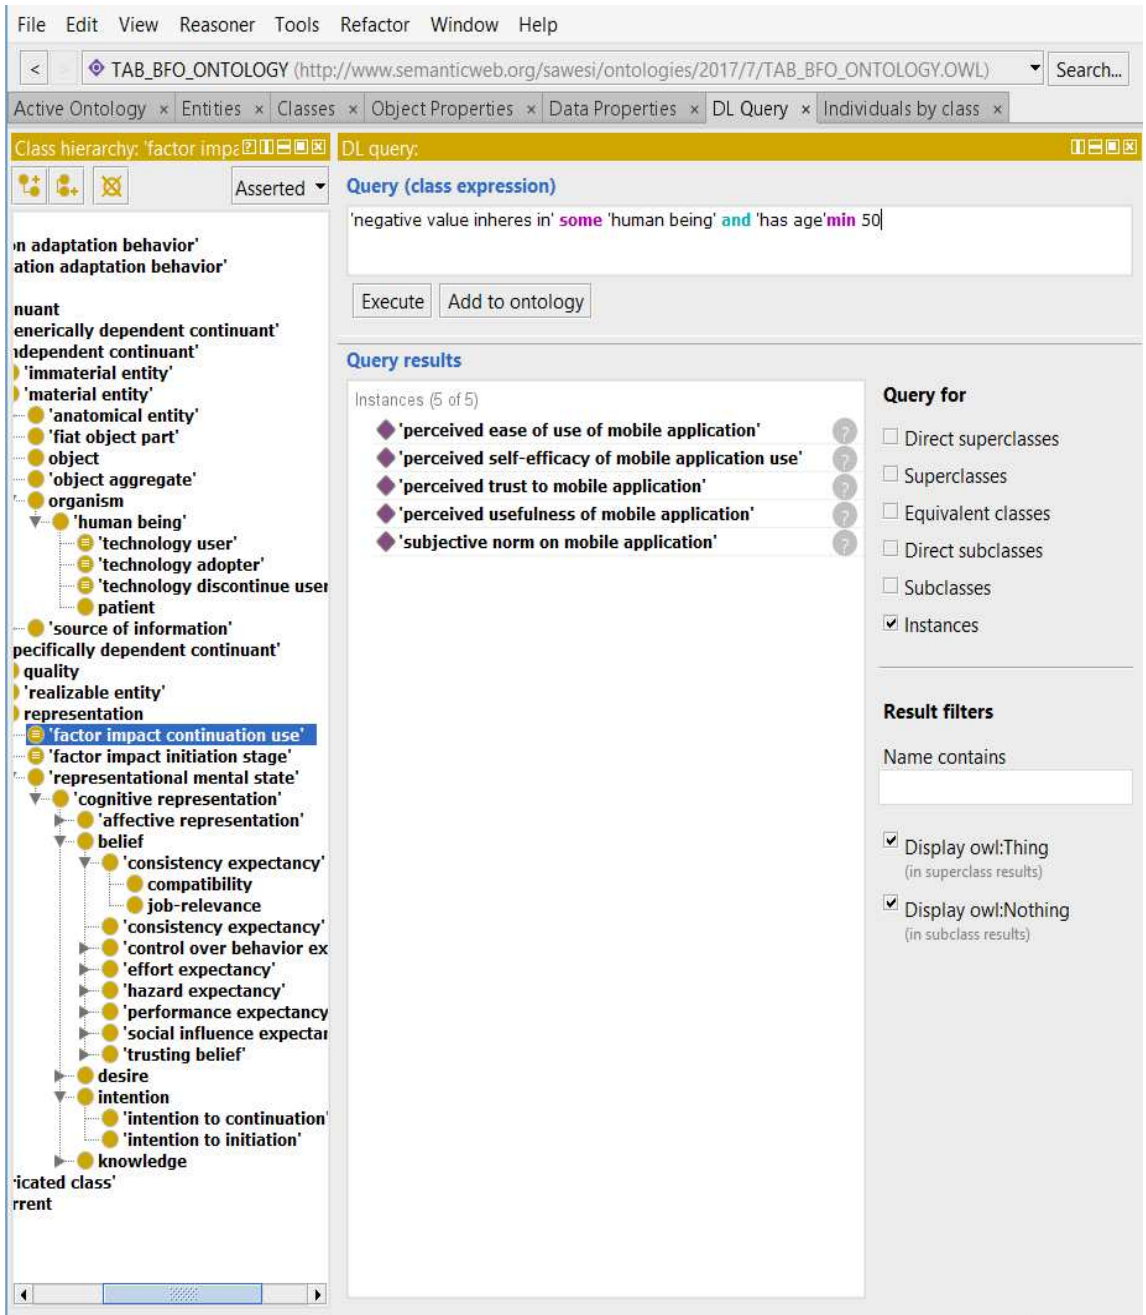 File Edit View Reasoner Tools Refactor Window Help
< TAB_BFO_ONTOLOGY (http://www.semanticweb.org/sawesi/ontologies/2017/7/TAB_BFO_ONTOLOGY.OWL) Search...
Active Ontology × Entities × Classes × Object Properties × Data Properties × DL Query × Individuals by class ×
Class hierarchy: 'factor impa
Asserted
n adaptation behavior'
ation adaptation behavior'
nuant
enerically dependent continuant'
ndependent continuant'
'immaterial entity'
'material entity'
'anatomical entity'
'fiat object part'
object
'object aggregate'
organism
'human being'
'technology user'
'technology adopter'
'technology discontinue user
patient
'source of information'
pecifically dependent continuant'
quality
'realizable entity'
representation
'factor impact continuation use'
'factor impact initiation stage'
'representational mental state'
'cognitive representation'
'affective representation'
belief
'consistency expectancy'
compatibility
job-relevance
'consistency expectancy'
'control over behavior ex
'effort expectancy'
'hazard expectancy'
'performance expectancy
'social influence expectan
'trusting belief'
desire
intention
'intention to continuation'
'intention to initiation'
knowledge
ricated class'
rrent
DL query:
Query (class expression)
'negative value inheres in' some 'human being' and 'has age'min 50
Execute Add to ontology
Query results
Instances (5 of 5)
'perceived ease of use of mobile application' ?
'perceived self-efficacy of mobile application use' ?
'perceived trust to mobile application' ?
'perceived usefulness of mobile application' ?
'subjective norm on mobile application' ?
Query for
Direct superclasses
Superclasses
Equivalent classes
Direct subclasses
Subclasses
Instances
Result filters
Name contains
Display owl:Thing
(in superclass results)
Display owl:Nothing
(in subclass results)